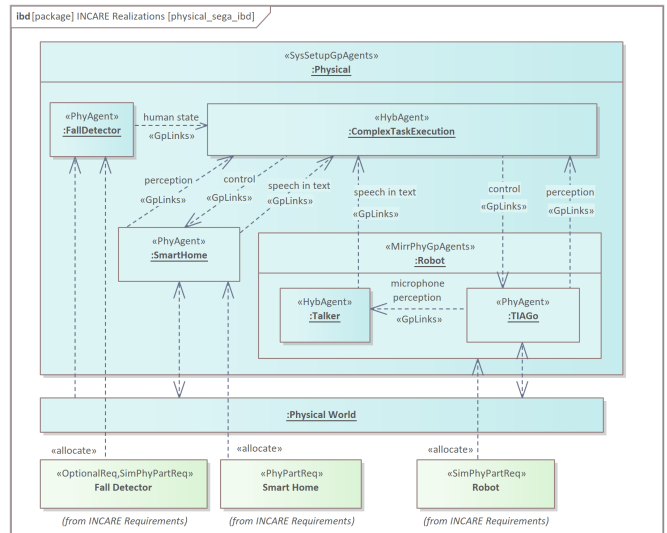 ibd [package] INCARE Realizations [physical_sega_ibd]
«SysSetupGpAgents»
:Physical
«PhyAgent»
:FallDetector
human state
«GpLinks»
«HybAgent»
:ComplexTaskExecution
perception
«GpLinks»
control
«GpLinks»
speech in text
«GpLinks»
speech in text
«GpLinks»
control
«GpLinks»
perception
«GpLinks»
«PhyAgent»
:SmartHome
«MirrPhyGpAgents»
:Robot
«HybAgent»
:Talker
microphone
perception
«GpLinks»
«PhyAgent»
:TIAGo
:Physical World
«allocate»
«allocate»
«allocate»
«OptionalReq,SimPhyPartReq»
Fall Detector
(from INCARE Requirements)
«PhyPartReq»
Smart Home
(from INCARE Requirements)
«SimPhyPartReq»
Robot
(from INCARE Requirements)